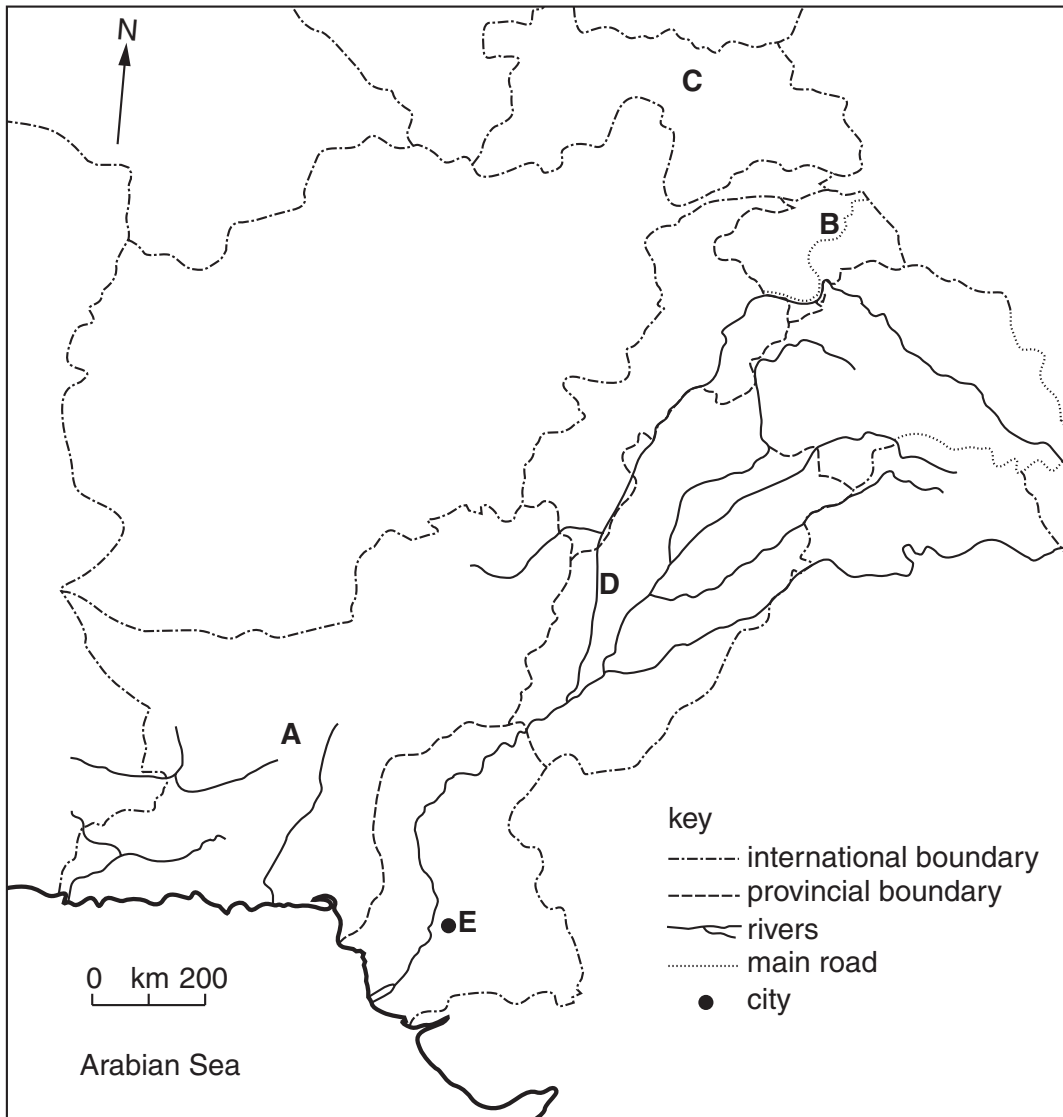 N
C
B
D
A
E
key
international boundary
provincial boundary
rivers
main road
city
0 km 200
Arabian Sea